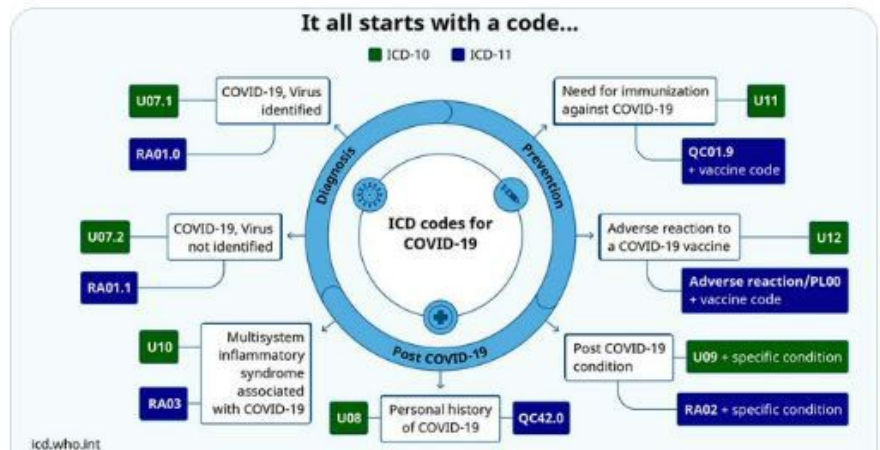 It all starts with a code...
ICD-10 ICD-11
U07.1
COVID-19, Virus
identified
RA01.0
Need for immunization
against COVID-19
U11
QC01.9
+ vaccine code
Diagnosis
Prevention
ICD codes for
COVID-19
U07.2
COVID-19, Virus
not identified
RA01.1
Adverse reaction to
a COVID-19 vaccine
U12
Adverse reaction/PL00
+ vaccine code
U10
Multisystem
inflammatory
syndrome
associated
with COVID-19
RA03
Post COVID-19
Post COVID-19
condition
U09 + specific condition
RA02 + specific condition
U08
Personal history
of COVID-19
QC42.0
icd.who.int